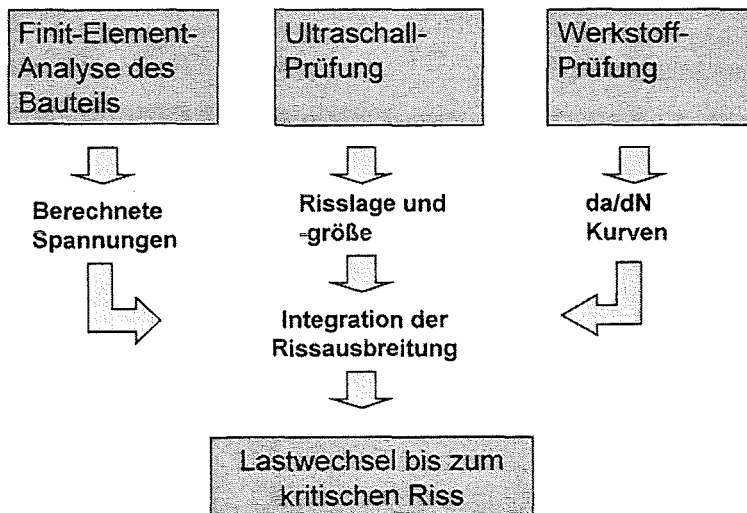 Finit-Element-
Analyse des
Bauteils
Ultraschall-
Prüfung
Werkstoff-
Prüfung
Berechnete
Spannungen
Risslage und
-größe
da/dN
Kurven
Integration der
Rissausbreitung
Lastwechsel bis zum
kritischen Riss